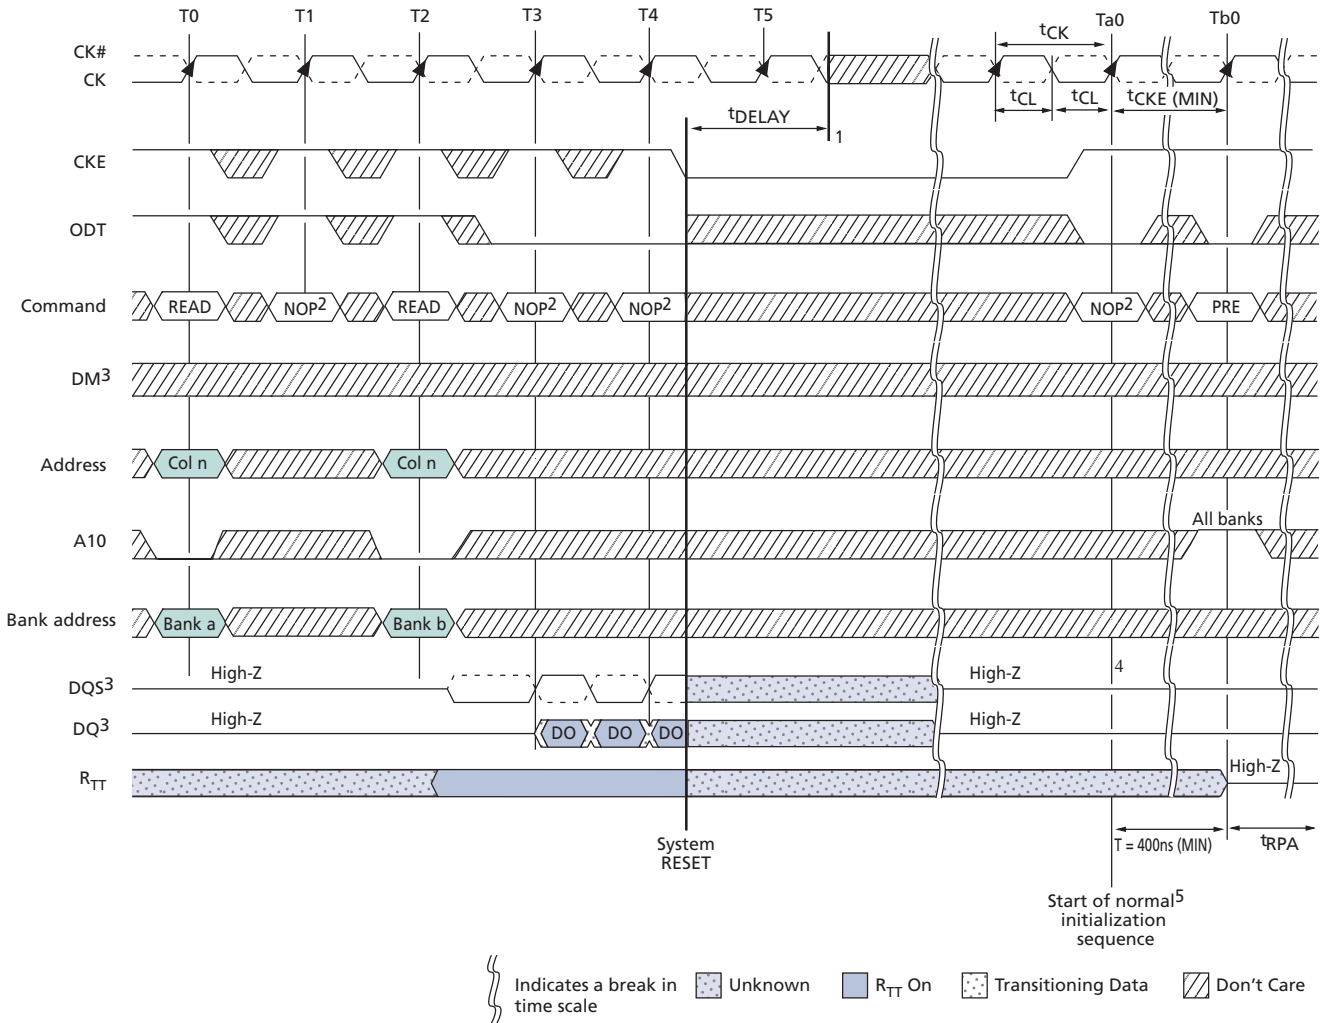 T0 T1 T2 T3 T4 T5 Ta0 Tb0
CK#
CK
tCK
tCL tCL tCKE (MIN)
tDELAY
1
CKE
ODT
Command READ NOP2 READ NOP2 NOP2 NOP2 PRE
DM3
Address Col n Col n
A10 All banks
Bank address Bank a Bank b
DQS3 High-Z High-Z 4
DQ3 High-Z DO DO DO High-Z
RTT High-Z
System
RESET
T = 400ns (MIN) tRPA
Start of normal5
initialization
sequence
Indicates a break in
time scale
Unknown
RTT On
Transitioning Data
Don't Care